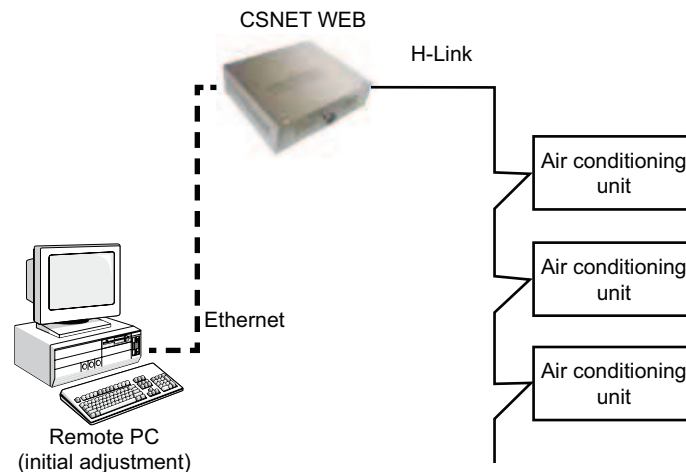 CSNET WEB
H-Link
Air conditioning
unit
Air conditioning
unit
Ethernet
Air conditioning
unit
Remote PC
(initial adjustment)